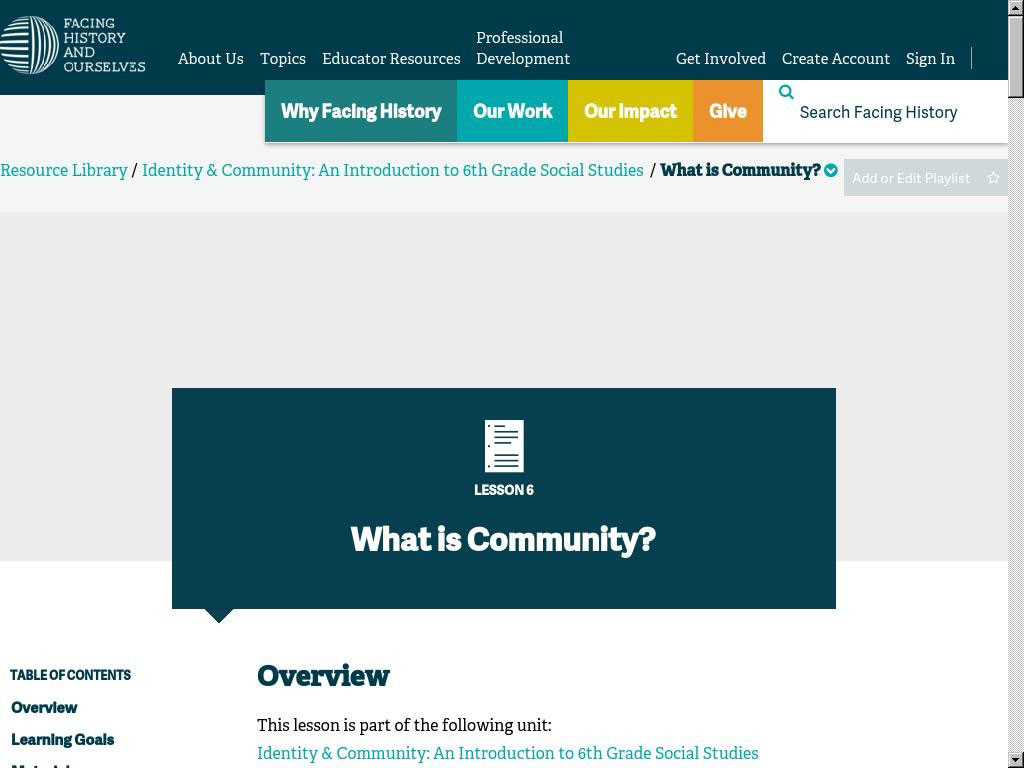 FACING
HISTORY
AND
OURSELVES
About Us
Topics
Educator Resources
Professional
Development
Get Involved
Create Account
Sign In
Why Facing History
Our Work
Our Impact
Give
Search Facing History
Resource Library / Identity & Community: An Introduction to 6th Grade Social Studies / What is Community?
Add or Edit Playlist
LESSON 6
What is Community?
TABLE OF CONTENTS
Overview
Learning Goals
Overview
This lesson is part of the following unit:
Identity & Community: An Introduction to 6th Grade Social Studies